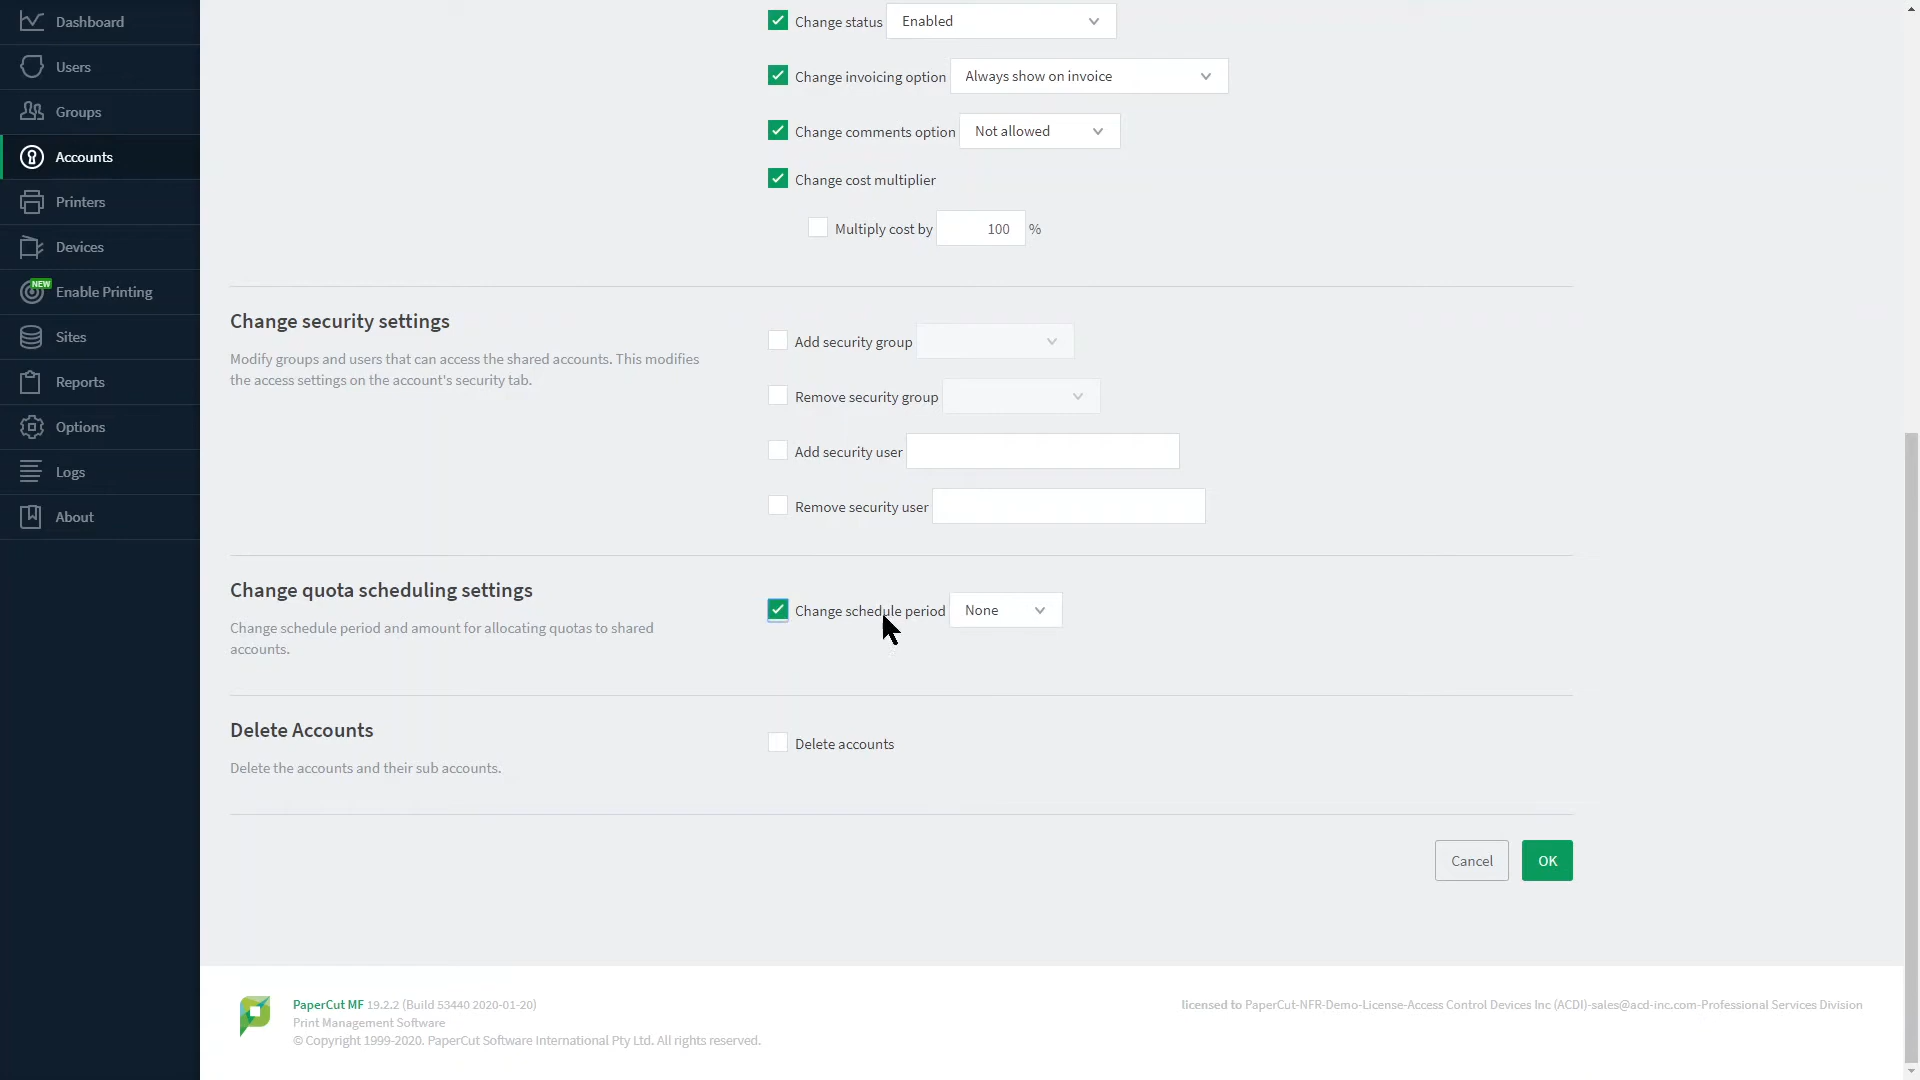 Dashboard
Users
Groups
Accounts
Printers
Devices
NEW
Enable Printing
Sites
Reports
Options
Logs
About
Change status Enabled
Change invoicing option Always show on invoice
Change comments option Not allowed
Change cost multiplier
Multiply cost by 100 %
Change security settings
Modify groups and users that can access the shared accounts. This modifies
the access settings on the account's security tab.
Add security group
Remove security group
Add security user
Remove security user
Change quota scheduling settings
Change schedule period and amount for allocating quotas to shared
accounts.
Change schedule period None
Delete Accounts
Delete the accounts and their sub accounts.
Delete accounts
Cancel OK
PaperCut MF 19.2.2 (Build 53440 2020-01-20)
Print Management Software
© Copyright 1999-2020. PaperCut Software International Pty Ltd. All rights reserved.
licensed to PaperCut-NFR-Demo-License-Access Control Devices Inc (ACDI)-sales@acd-inc.com-Professional Services Division